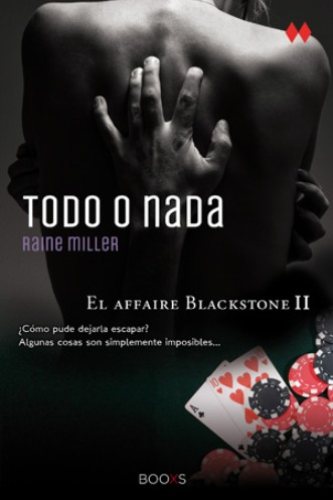 TODO O NADA
RAINE MILLER
EL AFFAIRE BLACKSTONE II
¿Cómo pude dejarla escapar?
Algunas cosas son simplemente imposibles...
BOOXS